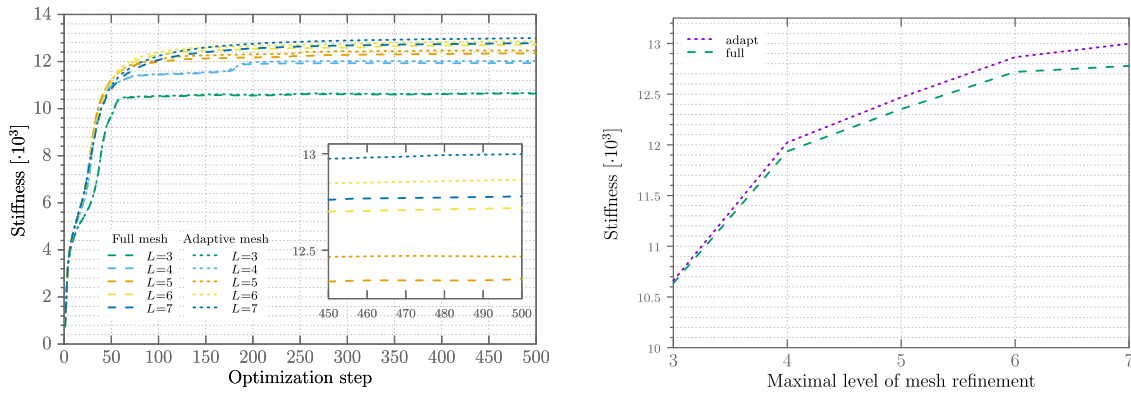 14
12
10
8
6
4
2
0
Stiffness [·10³]
0 50 100 150 200 250 300 350 400 450 500
Optimization step
Full mesh Adaptive mesh
L=3 L=3
L=4 L=4
L=5 L=5
L=6 L=6
L=7 L=7
13
12.5
450 460 470 480 490 500
13
12.5
12
11.5
11
10.5
10
Stiffness [·10³]
adapt
full
3 4 5 6 7
Maximal level of mesh refinement